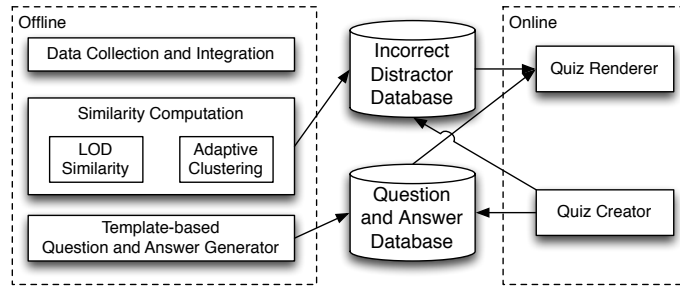 Offline
Data Collection and Integration
Similarity Computation
LOD
Similarity
Adaptive
Clustering
Template-based
Question and Answer Generator
Incorrect
Distractor
Database
Question
and Answer
Database
Online
Quiz Renderer
Quiz Creator